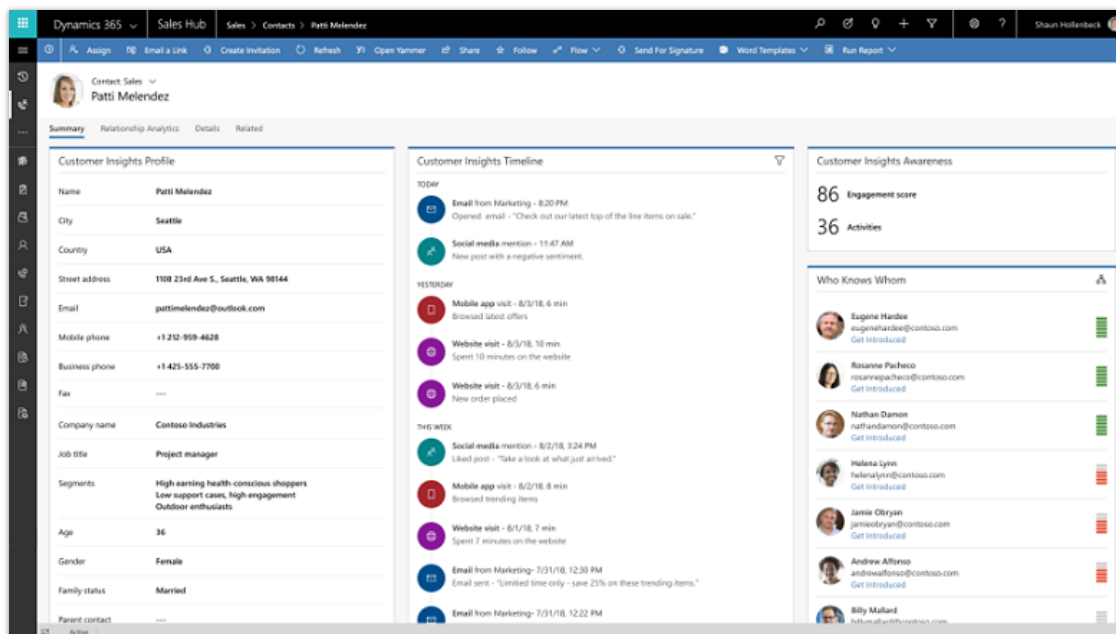 Dynamics 365
Sales Hub
Sales > Contacts > Patti Melendez
Shaun Hollenbeck
Assign
Email a Link
Create Invitation
Refresh
Open Yammer
Share
Follow
Flow
Send For Signature
Word Templates
Run Report
Contact: Sales
Patti Melendez
Summary
Relationship Analytics
Details
Related
Customer Insights Profile
Name Patti Melendez
City Seattle
Country USA
Street address 1108 23rd Ave S., Seattle, WA 98144
Email pattimelendez@outlook.com
Mobile phone +1 212-959-4628
Business phone +1 425-555-7700
Fax ---
Company name Contoso Industries
Job title Project manager
Segments High earning health-conscious shoppers
Low support cases, high engagement
Outdoor enthusiasts
Age 36
Gender Female
Family status Married
Parent contact ---
Active
Customer Insights Timeline
TODAY
Email from Marketing - 8:20 PM
Opened email - "Check out our latest top of the line items on sale."
Social media mention - 11:47 AM
New post with a negative sentiment.
YESTERDAY
Mobile app visit - 8/3/18, 6 min
Browsed latest offers
Website visit - 8/3/18, 10 min
Spent 10 minutes on the website
Website visit - 8/3/18, 6 min
New order placed
THIS WEEK
Social media mention - 8/2/18, 3:24 PM
Liked post - "Take a look at what just arrived."
Mobile app visit - 8/2/18, 8 min
Browsed trending items
Website visit - 8/1/18, 7 min
Spent 7 minutes on the website
Email from Marketing- 7/31/18, 12:30 PM
Email sent - "Limitied time only - save 25% on these trending items."
Email from Marketing- 7/31/18, 12:22 PM
Customer Insights Awareness
86 Engagement score
36 Activities
Who Knows Whom
Eugene Hardee
eugenehardee@contoso.com
Get Introduced
Rosanne Pacheco
rosannepacheco@contoso.com
Get Introduced
Nathan Damon
nathandamon@contoso.com
Get Introduced
Helena Lynn
helenalynn@contoso.com
Get Introduced
Jamie Obryan
jamieobryan@contoso.com
Get Introduced
Andrew Alfonso
andrewalfonso@contoso.com
Get Introduced
Billy Mallard
billymallard@contoso.com